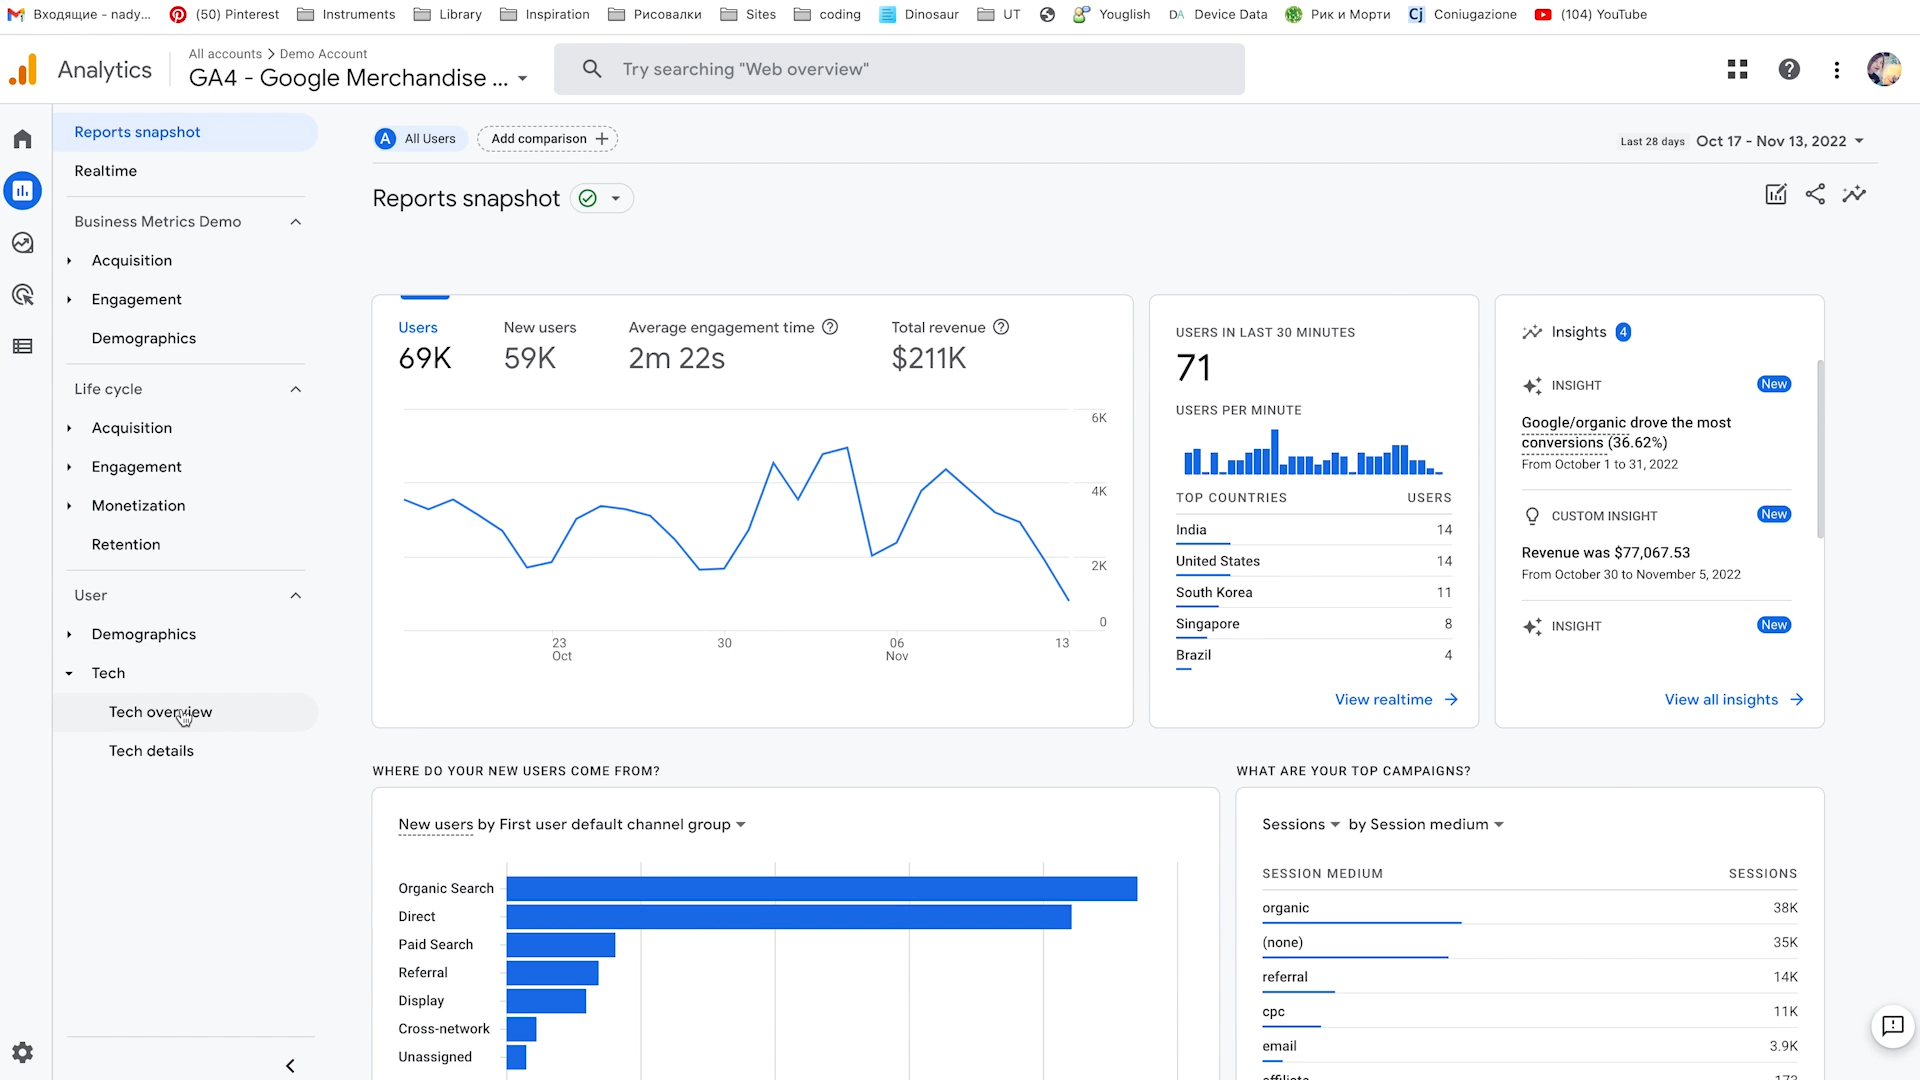 Входящие - nady...
(50) Pinterest
Instruments
Library
Inspiration
Рисовалки
Sites
coding
Dinosaur
UT
Youglish
DA Device Data
Рик и Морти
Cj Coniugazione
(104) YouTube
Analytics
All accounts > Demo Account
GA4 - Google Merchandise ...
Try searching "Web overview"
Reports snapshot
Realtime
Business Metrics Demo
Acquisition
Engagement
Demographics
Life cycle
Acquisition
Engagement
Monetization
Retention
User
Demographics
Tech
Tech overview
Tech details
A All Users
Add comparison +
Last 28 days Oct 17 - Nov 13, 2022
Reports snapshot
Users
69K
New users
59K
Average engagement time
2m 22s
Total revenue
$211K
6K
4K
2K
0
23
Oct
30
06
Nov
13
USERS IN LAST 30 MINUTES
71
USERS PER MINUTE
TOP COUNTRIES USERS
India 14
United States 14
South Korea 11
Singapore 8
Brazil 4
View realtime
Insights 4
INSIGHT New
Google/organic drove the most
conversions (36.62%)
From October 1 to 31, 2022
CUSTOM INSIGHT New
Revenue was $77,067.53
From October 30 to November 5, 2022
INSIGHT New
View all insights
WHERE DO YOUR NEW USERS COME FROM?
New users by First user default channel group
Organic Search
Direct
Paid Search
Referral
Display
Cross-network
Unassigned
WHAT ARE YOUR TOP CAMPAIGNS?
Sessions by Session medium
SESSION MEDIUM SESSIONS
organic 38K
(none) 35K
referral 14K
cpc 11K
email 3.9K
affiliate 173